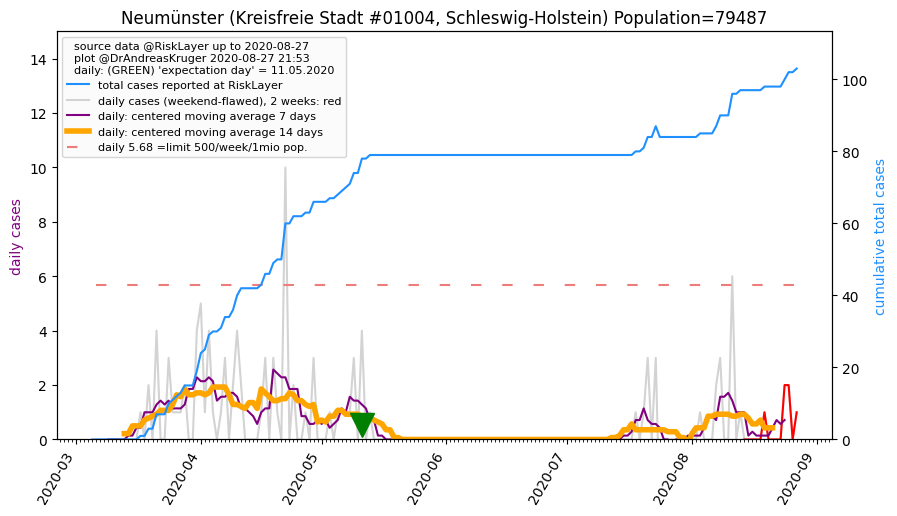 Neumünster (Kreisfreie Stadt #01004, Schleswig-Holstein) Population=79487
source data @RiskLayer up to 2020-08-27
plot @DrAndreasKruger 2020-08-27 21:53
daily: (GREEN) 'expectation day' = 11.05.2020
total cases reported at RiskLayer
daily cases (weekend-flawed), 2 weeks: red
daily: centered moving average 7 days
daily: centered moving average 14 days
daily 5.68 =limit 500/week/1mio pop.
daily cases
14
12
10
8
6
4
2
0
cumulative total cases
100
80
60
40
20
0
2020-03
2020-04
2020-05
2020-06
2020-07
2020-08
2020-09